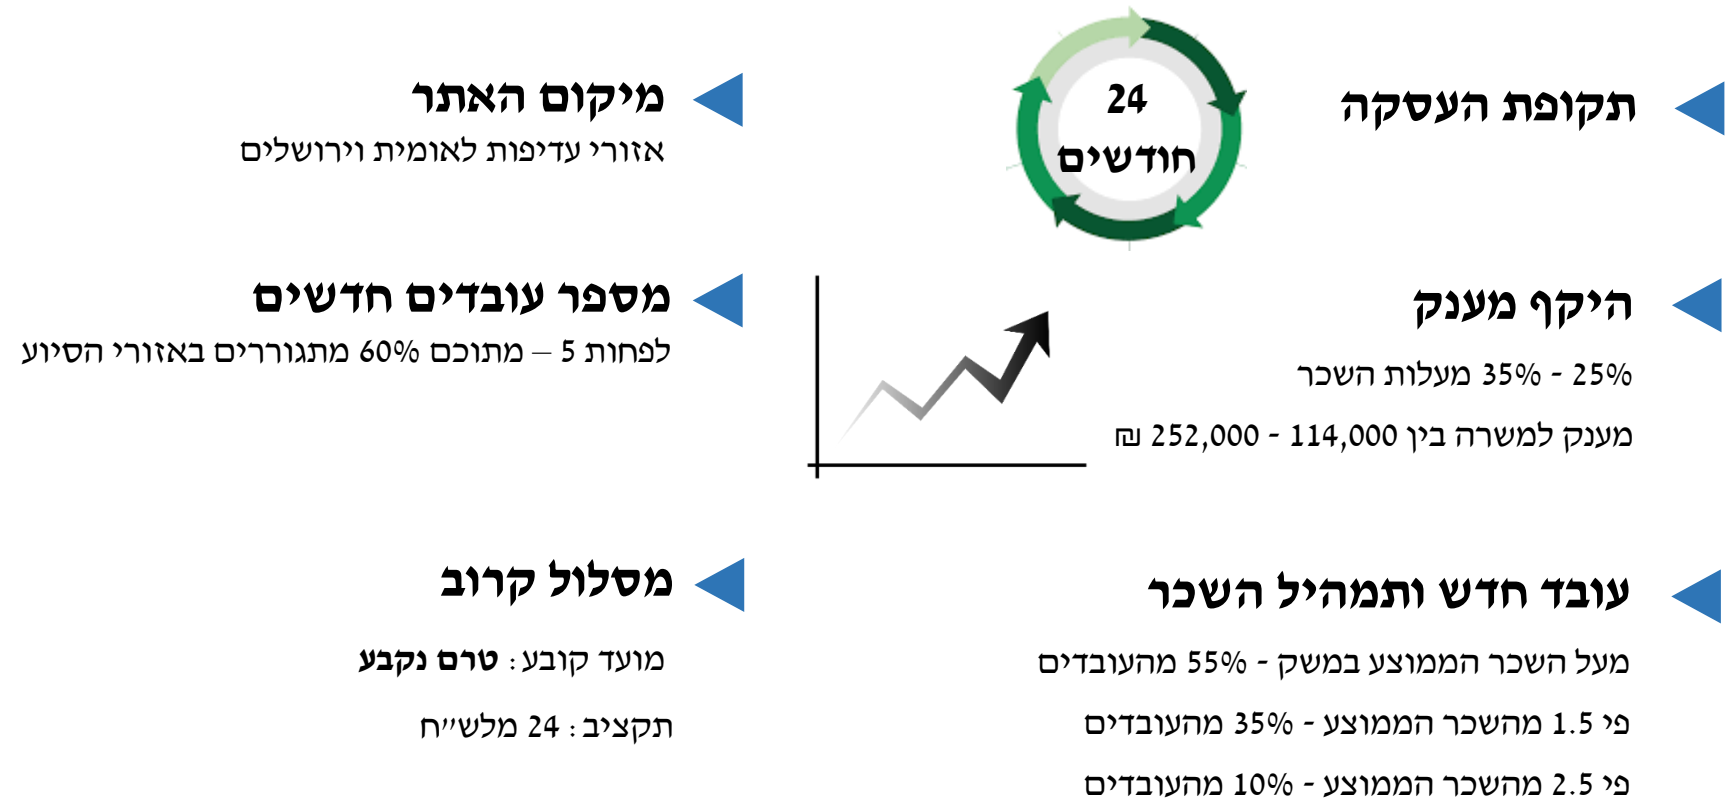 תקופת העסקה
24
חודשים
היקף מענק
25% - 35% מעלות השכר
מענק למשרה בין 114,000 - 252,000 ₪
עובד חדש ותמהיל השכר
מעל השכר הממוצע במשק - 55% מהעובדים
פי 1.5 מהשכר הממוצע - 35% מהעובדים
פי 2.5 מהשכר הממוצע - 10% מהעובדים
מיקום האתר
אזורי עדיפות לאומית וירושלים
מספר עובדים חדשים
לפחות 5 – מתוכם 60% מתגוררים באזורי הסיוע
מסלול קרוב
מועד קובע: טרם נקבע
תקציב: 24 מלש״ח